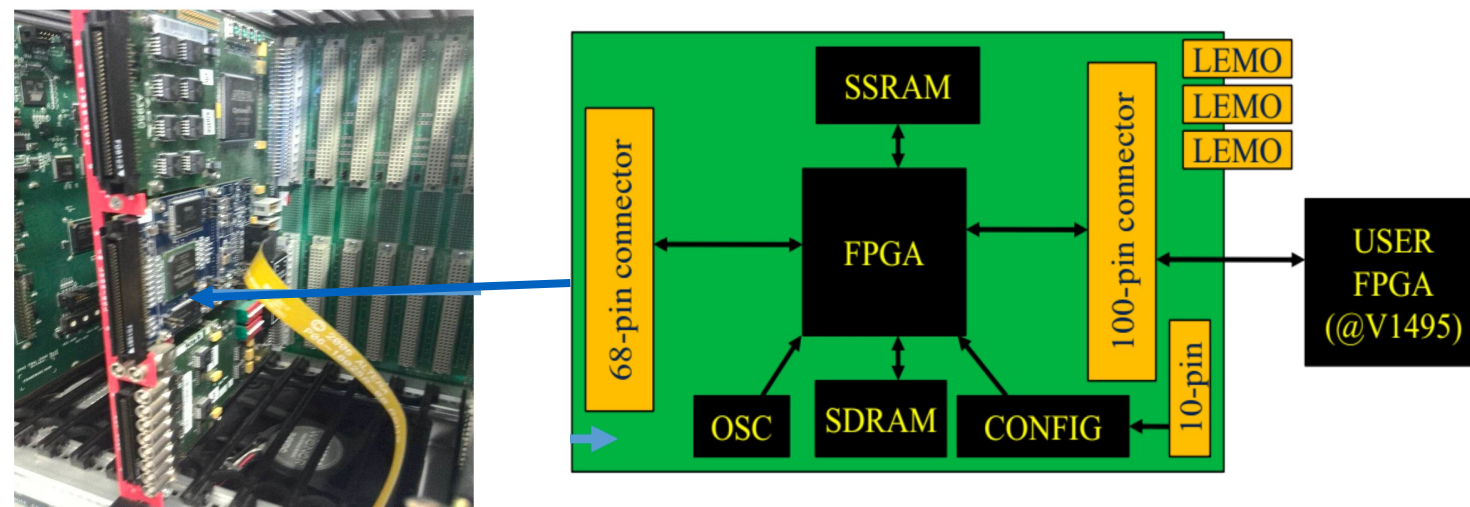 SSRAM
LEMO
LEMO
LEMO
68-pin connector
FPGA
100-pin connector
USER
FPGA
(@V1495)
OSC
SDRAM
CONFIG
10-pin